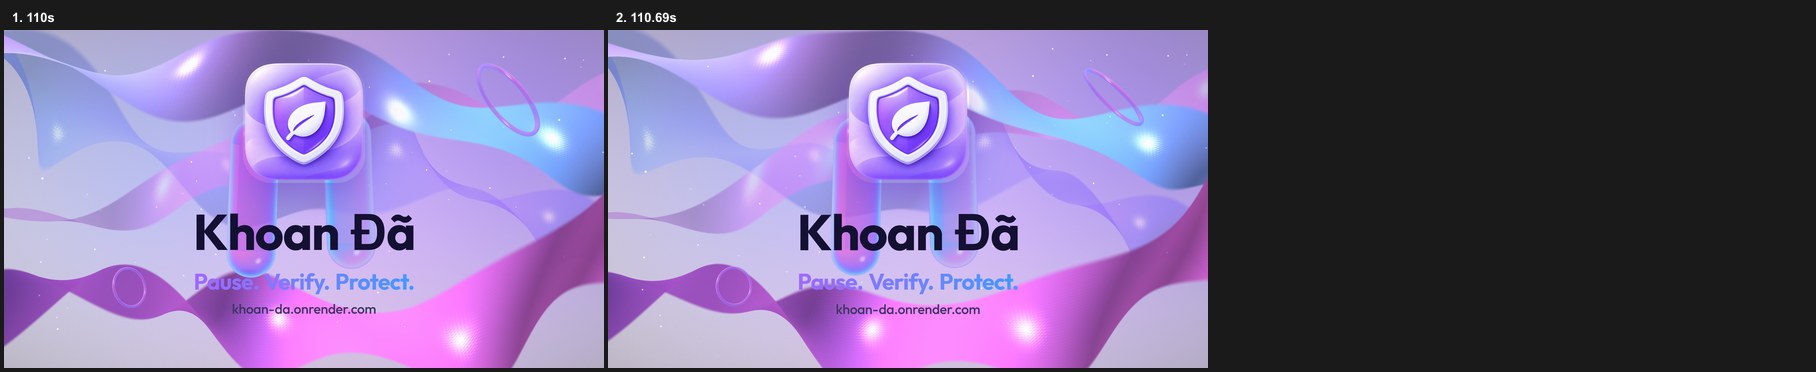 1. 110s
Khoan Đã
Pause. Verify. Protect.
khoan-da.onrender.com
2. 110.69s
Khoan Đã
Pause. Verify. Protect.
khoan-da.onrender.com